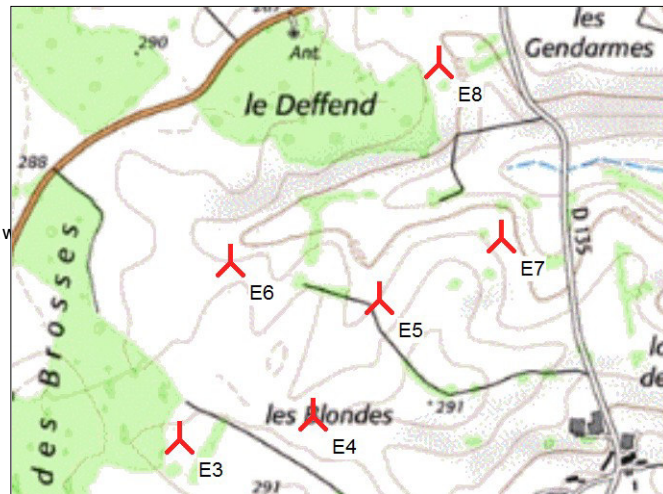 les
Gendarmes
290
Ant.
le Deffend
E8
288
w
des Brosses
D 135
E7
E6
E5
les Blondes
291
E4
E3
291
de